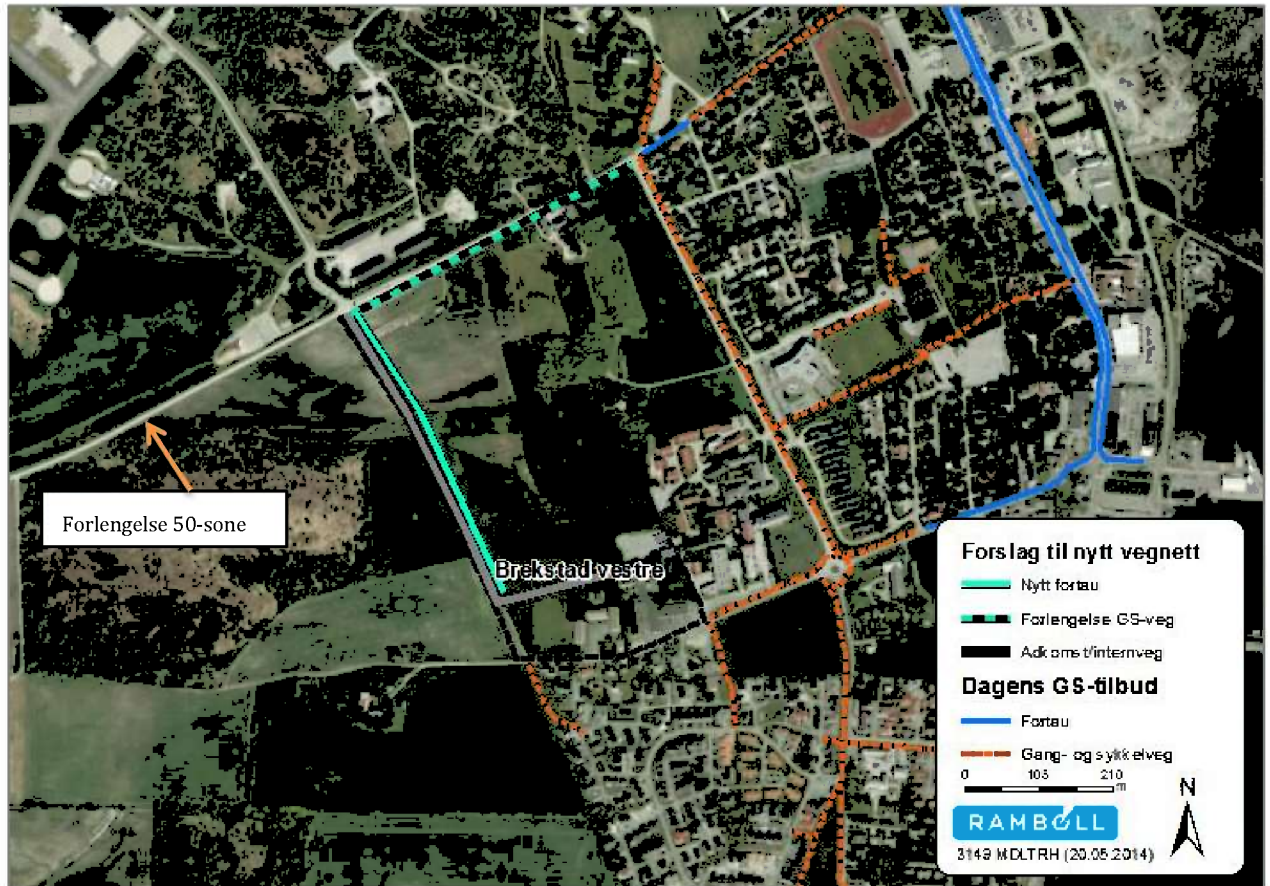 Forlengelse 50-sone
Brekstad vestre
Forslag til nytt vegnett
Nytt fortau
Forlengelse GS-veg
Adkomst/internveg
Dagens GS-tilbud
Fortau
Gang- og sykkelveg
0 105 210
m
N
RAMBOLL
3149 MDLTRH (20.05.2014)